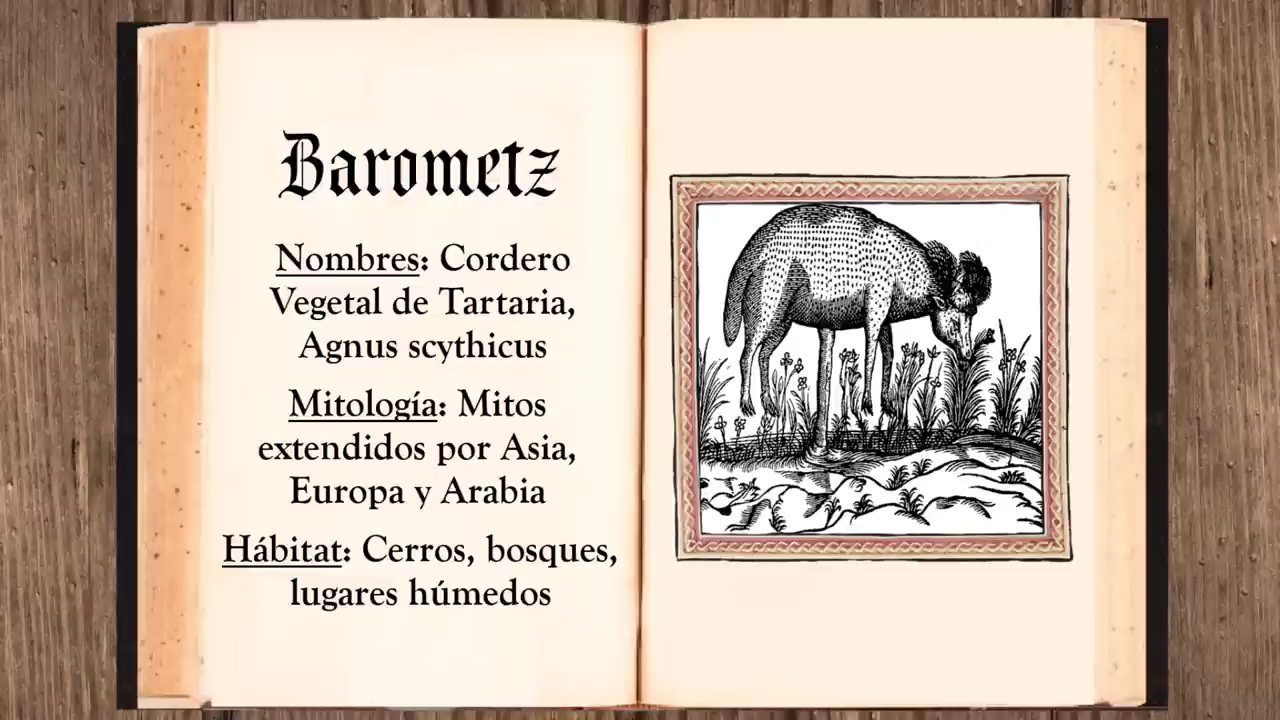 Barometz
Nombres: Cordero
Vegetal de Tartaria,
Agnus scythicus
Mitología: Mitos
extendidos por Asia,
Europa y Arabia
Hábitat: Cerros, bosques,
lugares húmedos